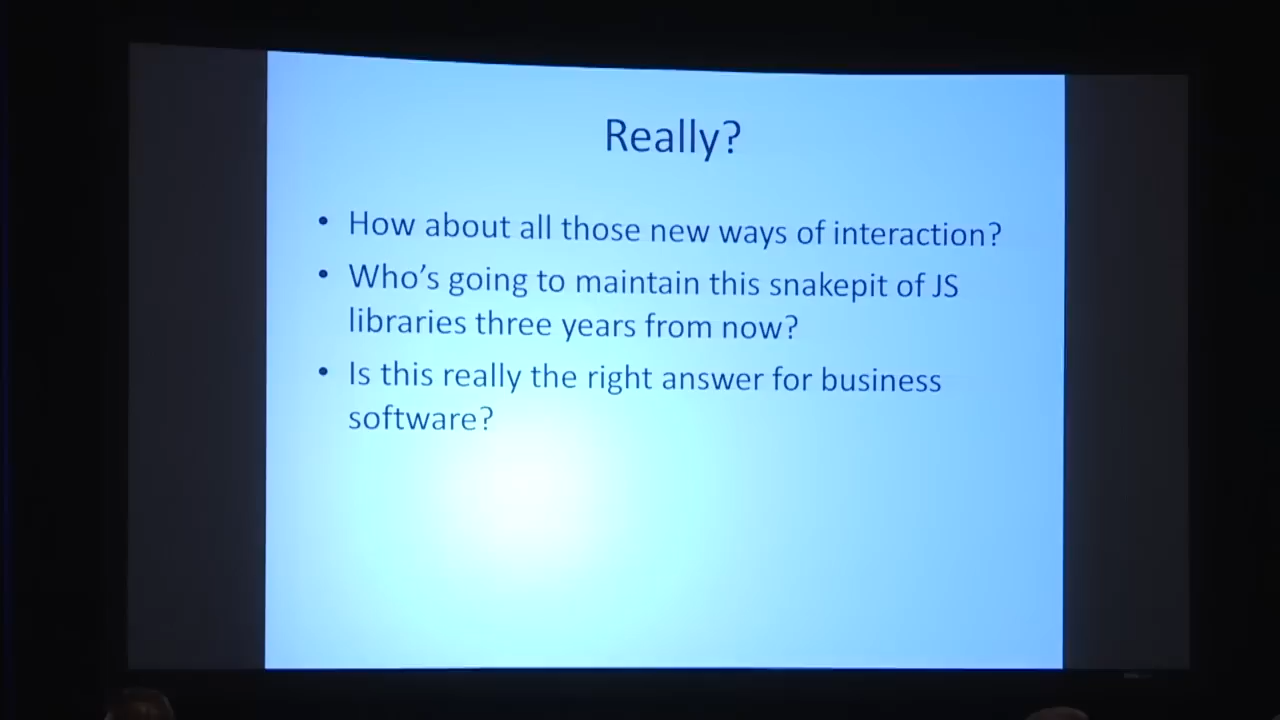 Really?
• How about all those new ways of interaction?
• Who's going to maintain this snakepit of JS
libraries three years from now?
• Is this really the right answer for business
software?